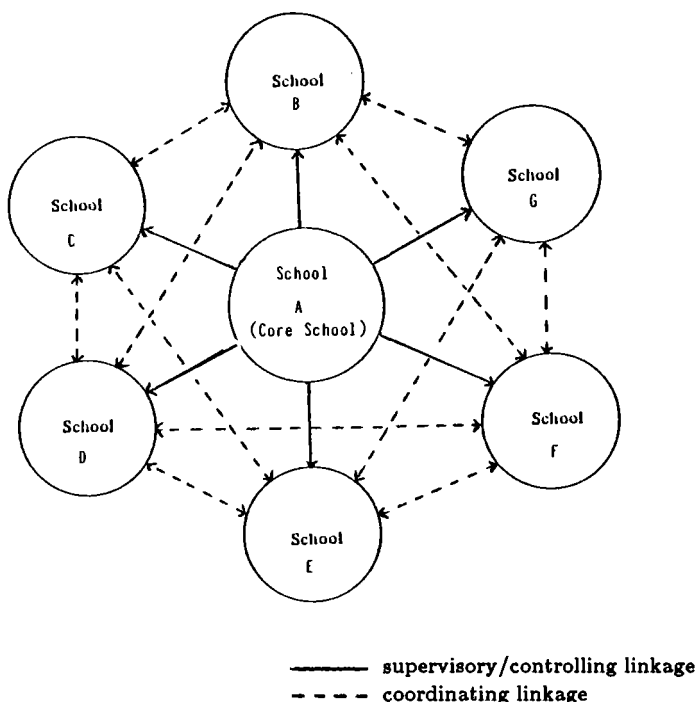 School
B
School
G
School
C
School
A
(Core School)
School
D
School
F
School
E
supervisory/controlling linkage
coordinating linkage